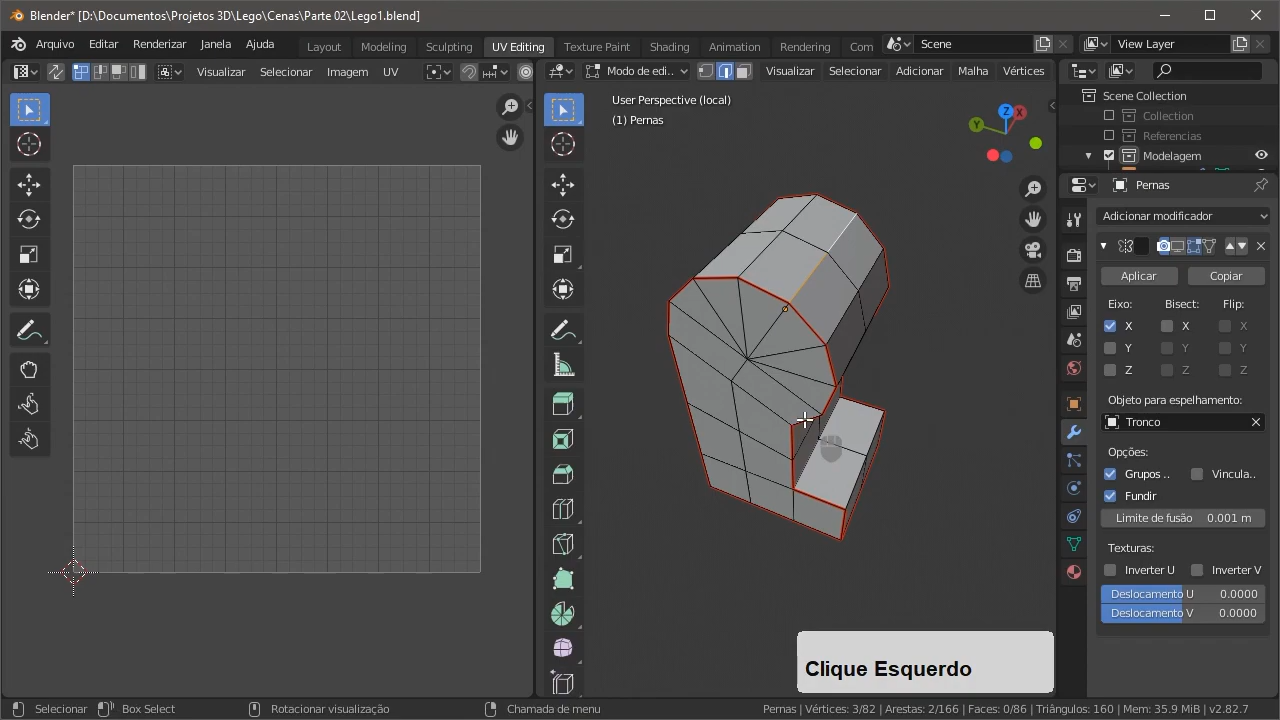 Blender* [D:\Documentos\Projetos 3D\Lego\Cenas\Parte 02\Lego1.blend]
Arquivo Editar Renderizar Janela Ajuda Layout Modeling Sculpting UV Editing Texture Paint Shading Animation Rendering Com Scene View Layer
Visualizar Selecionar Imagem UV Modo de edi.. Visualizar Selecionar Adicionar Malha Vértices
User Perspective (local)
(1) Pernas
Z
X
Y
Scene Collection
Collection
Referencias
Modelagem
Pernas
Adicionar modificador
Aplicar Copiar
Eixo: Bisect: Flip:
X X X
Y Y Y
Z Z Z
Objeto para espelhamento:
Tronco
Opções:
Grupos .. Vincula..
Fundir
Limite de fusão 0.001 m
Texturas:
Inverter U Inverter V
Deslocamento U 0.0000
Deslocamento V 0.0000
Clique Esquerdo
Selecionar Box Select Rotacionar visualização Chamada de menu Pernas | Vértices: 3/82 | Arestas: 2/166 | Faces: 0/86 | Triângulos: 160 | Mem: 35.9 MiB | v2.82.7